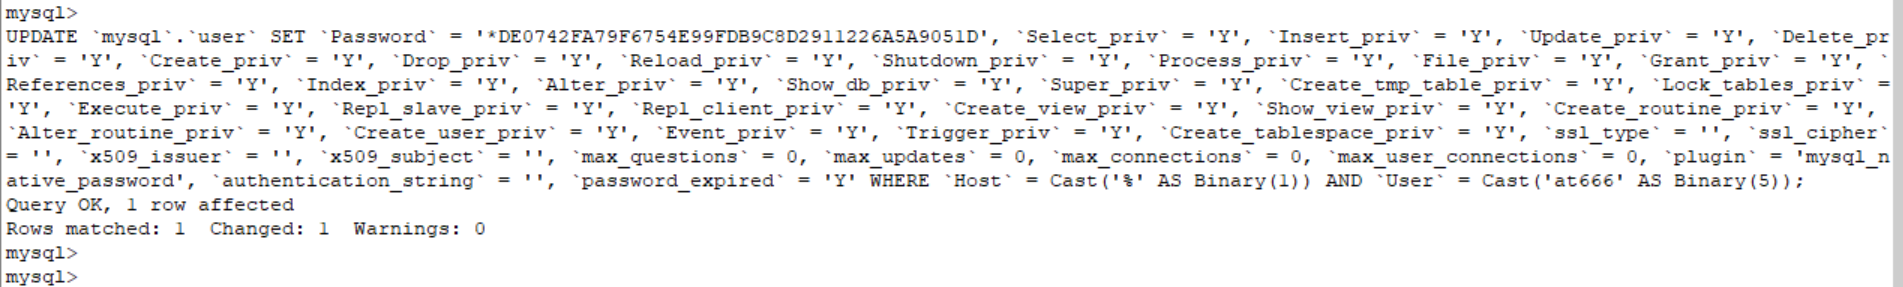 mysql>
UPDATE `mysql`.`user` SET `Password` = '*DE0742FA79F6754E99FDB9C8D2911226A5A9051D', `Select_priv` = 'Y', `Insert_priv` = 'Y', `Update_priv` = 'Y', `Delete_pr
iv` = 'Y', `Create_priv` = 'Y', `Drop_priv` = 'Y', `Reload_priv` = 'Y', `Shutdown_priv` = 'Y', `Process_priv` = 'Y', `File_priv` = 'Y', `Grant_priv` = 'Y', `
References_priv` = 'Y', `Index_priv` = 'Y', `Alter_priv` = 'Y', `Show_db_priv` = 'Y', `Super_priv` = 'Y', `Create_tmp_table_priv` = 'Y', `Lock_tables_priv` =
'Y', `Execute_priv` = 'Y', `Repl_slave_priv` = 'Y', `Repl_client_priv` = 'Y', `Create_view_priv` = 'Y', `Show_view_priv` = 'Y', `Create_routine_priv` = 'Y',
`Alter_routine_priv` = 'Y', `Create_user_priv` = 'Y', `Event_priv` = 'Y', `Trigger_priv` = 'Y', `Create_tablespace_priv` = 'Y', `ssl_type` = '', `ssl_cipher`
= '', `x509_issuer` = '', `x509_subject` = '', `max_questions` = 0, `max_updates` = 0, `max_connections` = 0, `max_user_connections` = 0, `plugin` = 'mysql_n
ative_password', `authentication_string` = '', `password_expired` = 'Y' WHERE `Host` = Cast('%' AS Binary(1)) AND `User` = Cast('at666' AS Binary(5));
Query OK, 1 row affected
Rows matched: 1  Changed: 1  Warnings: 0
mysql>
mysql>